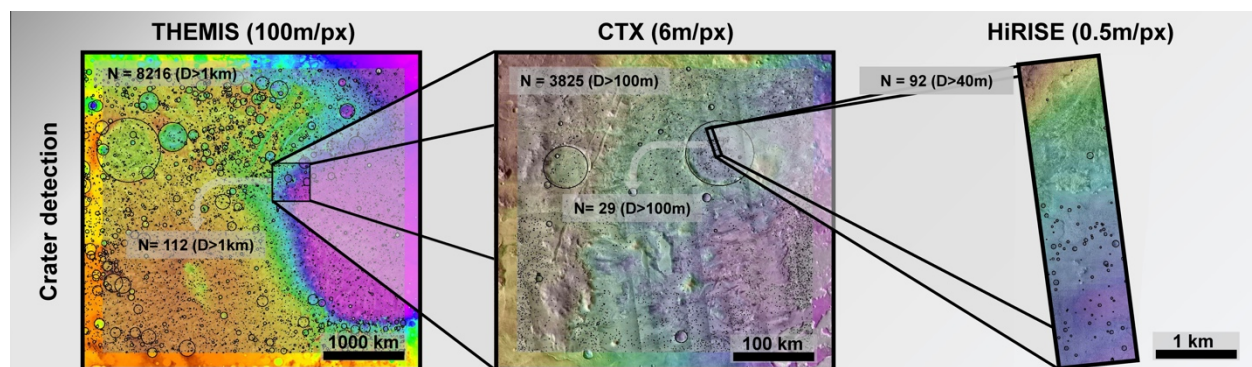 THEMIS (100m/px)
CTX (6m/px)
HiRISE (0.5m/px)
Crater detection
N = 8216 (D>1km)
N= 112 (D>1km)
1000 km
N = 3825 (D>100m)
N= 29 (D>100m)
100 km
N = 92 (D>40m)
1 km